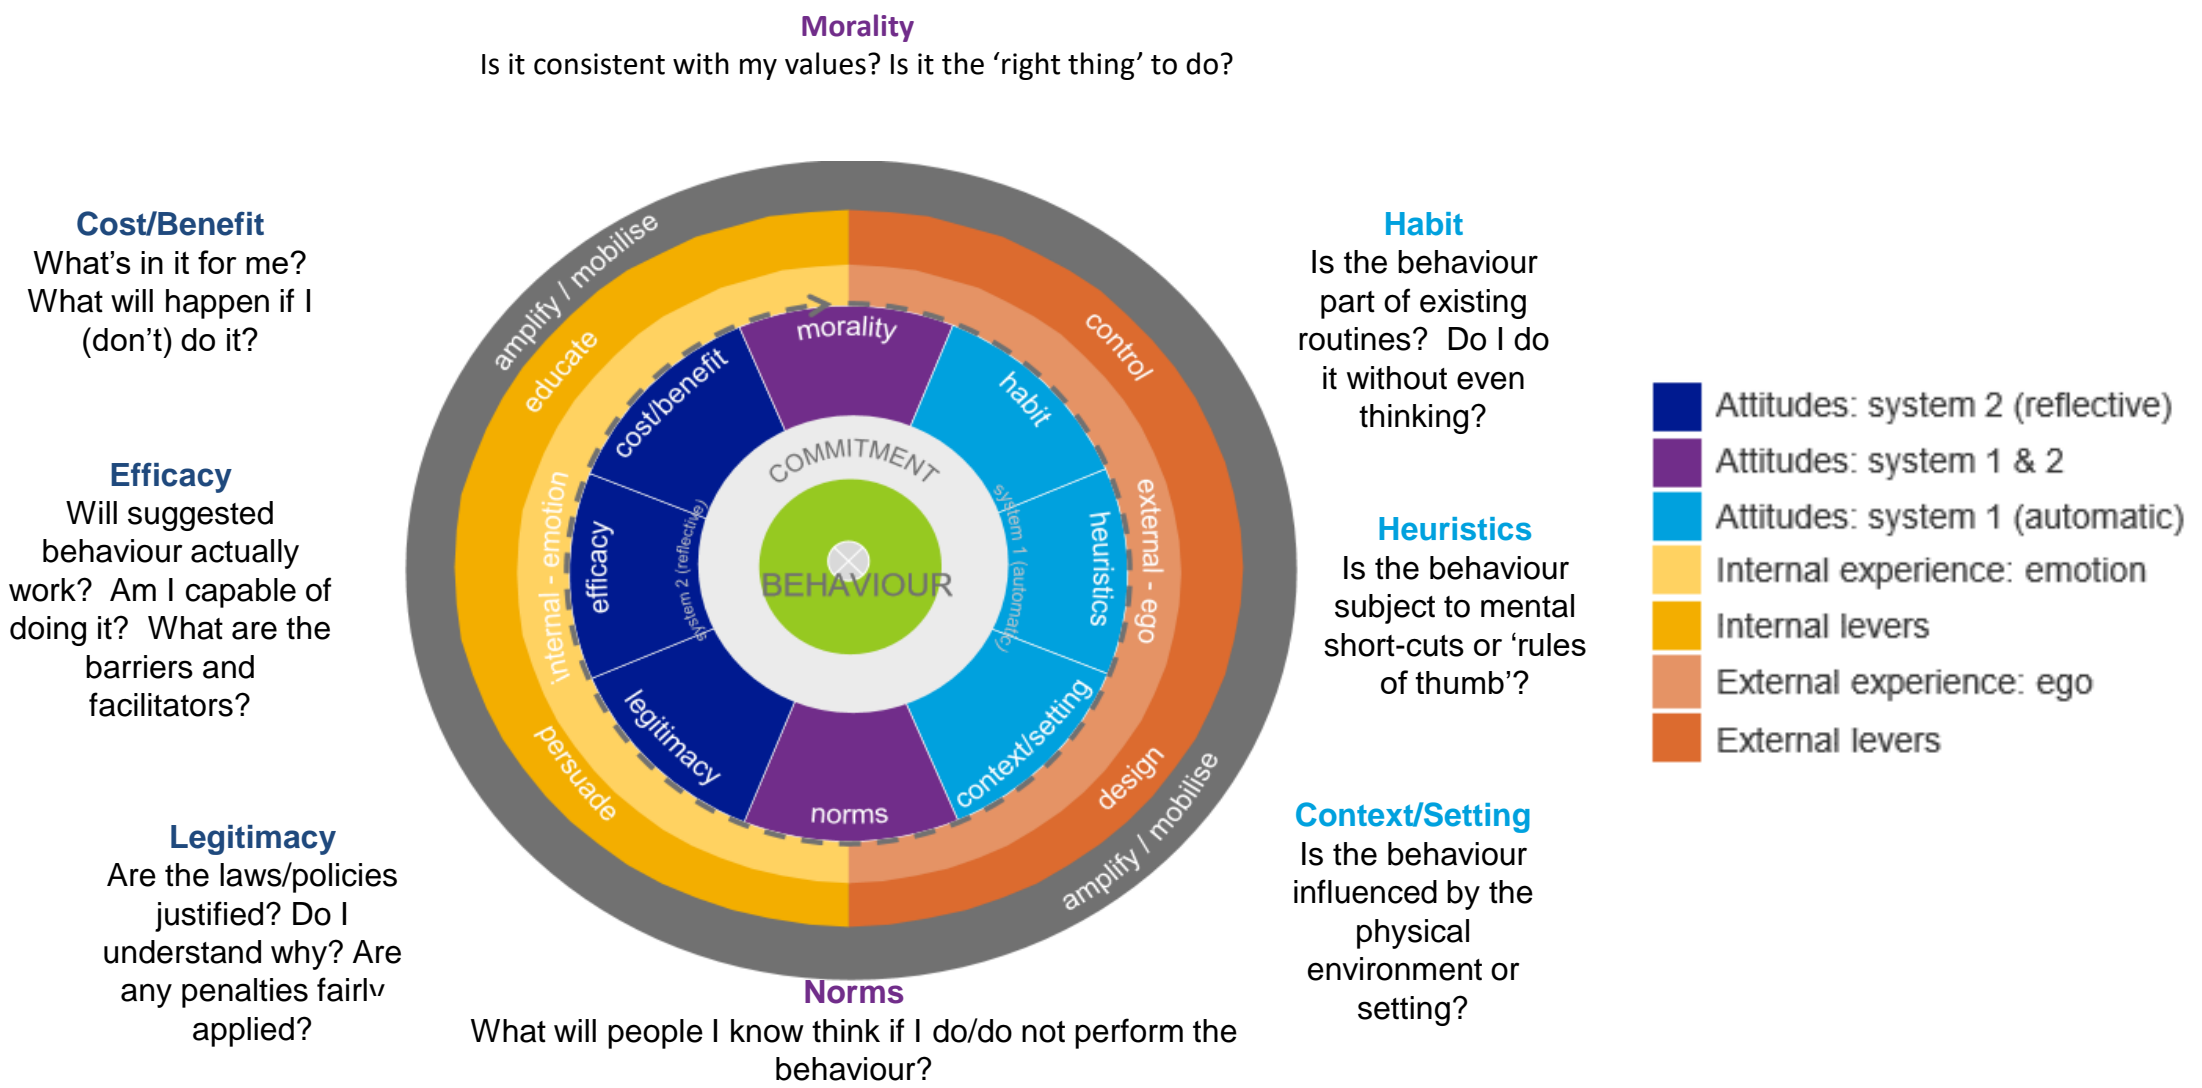 Morality
Is it consistent with my values? Is it the ‘right thing’ to do?
Cost/Benefit
What’s in it for me?
What will happen if I
(don’t) do it?
Efficacy
Will suggested
behaviour actually
work?  Am I capable of
doing it?  What are the
barriers and
facilitators?
Legitimacy
Are the laws/policies
justified? Do I
understand why? Are
any penalties fairly
applied?
amplify / mobilise
educate
control
internal - emotion
external - ego
persuade
design
amplify / mobilise
morality
cost/benefit
habit
efficacy
heuristics
legitimacy
context/setting
norms
system 2 (reflective)
system 1 (automatic)
COMMITMENT
BEHAVIOUR
Norms
What will people I know think if I do/do not perform the
behaviour?
Habit
Is the behaviour
part of existing
routines?  Do I do
it without even
thinking?
Heuristics
Is the behaviour
subject to mental
short-cuts or ‘rules
of thumb’?
Context/Setting
Is the behaviour
influenced by the
physical
environment or
setting?
Attitudes: system 2 (reflective)
Attitudes: system 1 & 2
Attitudes: system 1 (automatic)
Internal experience: emotion
Internal levers
External experience: ego
External levers